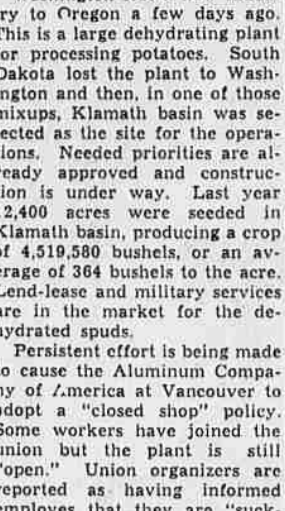 ry to Oregon a few days ago.
This is a large dehydrating plant
for processing potatoes. South
Dakota lost the plant to Wash-
ngton and then, in one of those
mixups, Klamath basin was se-
ected as the site for the opera-
ions. Needed priorities are al-
ready approved and construc-
ion is under way. Last year
12,400 acres were seeded in
Klamath basin, producing a crop
of 4,519,580 bushels, or an av-
erage of 364 bushels to the acre.
Lend-lease and military services
are in the market for the de-
hydrated spuds.
Persistent effort is being made
to cause the Aluminum Compa-
ny of America at Vancouver to
adopt a "closed shop" policy.
Some workers have joined the
union but the plant is still
"open." Union organizers are
reported as having informed
employes that they are "suck-